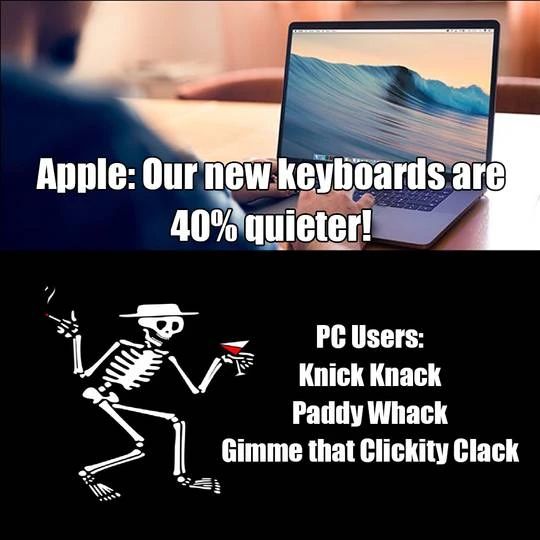 Apple: Our new keyboards are
40% quieter!
PC Users:
Knick Knack
Paddy Whack
Gimme that Clickity Clack